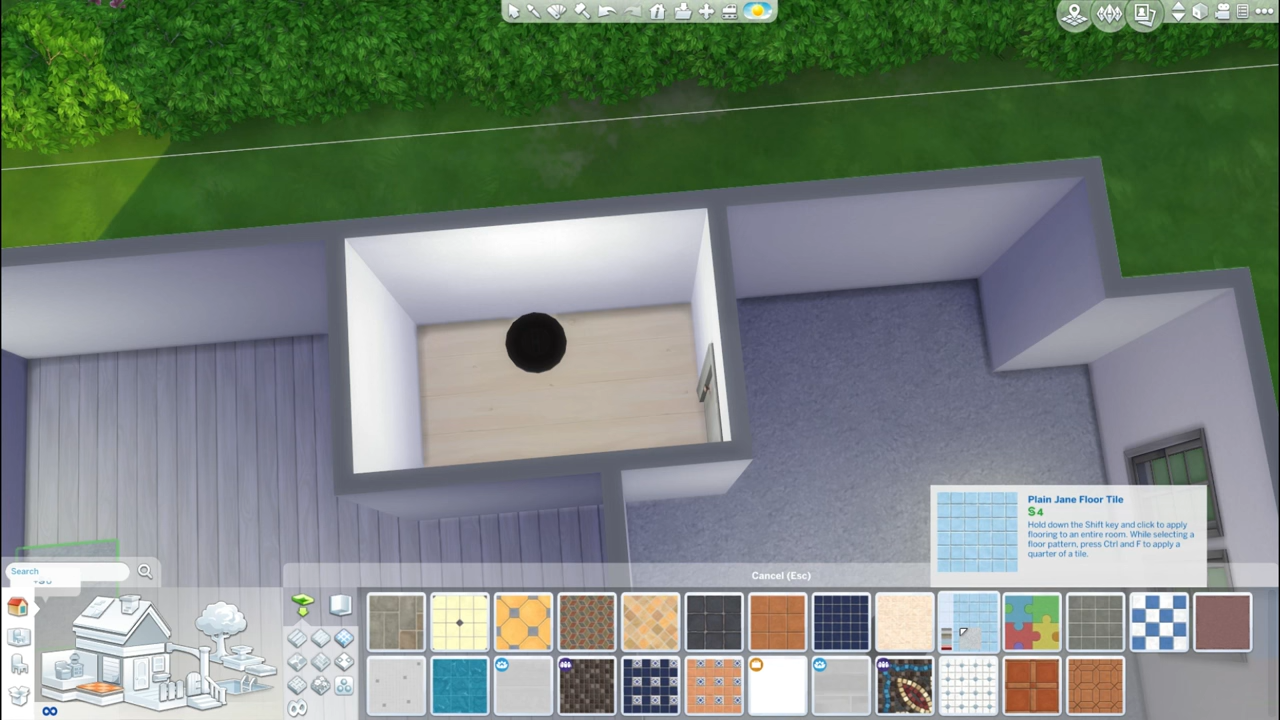 Plain Jane Floor Tile
§4
Hold down the Shift key and click to apply
flooring to an entire room. While selecting a
floor pattern, press Ctrl and F to apply a
quarter of a tile.
Search
Cancel (Esc)